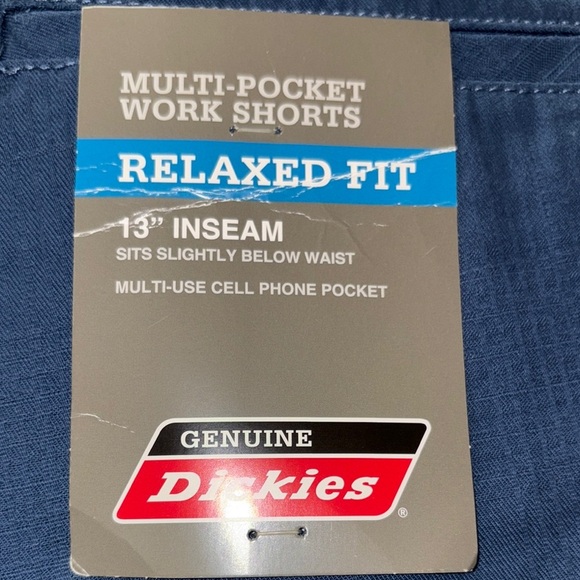 MULTI-POCKET
WORK SHORTS
RELAXED FIT
13” INSEAM
SITS SLIGHTLY BELOW WAIST
MULTI-USE CELL PHONE POCKET
GENUINE
Dickies®